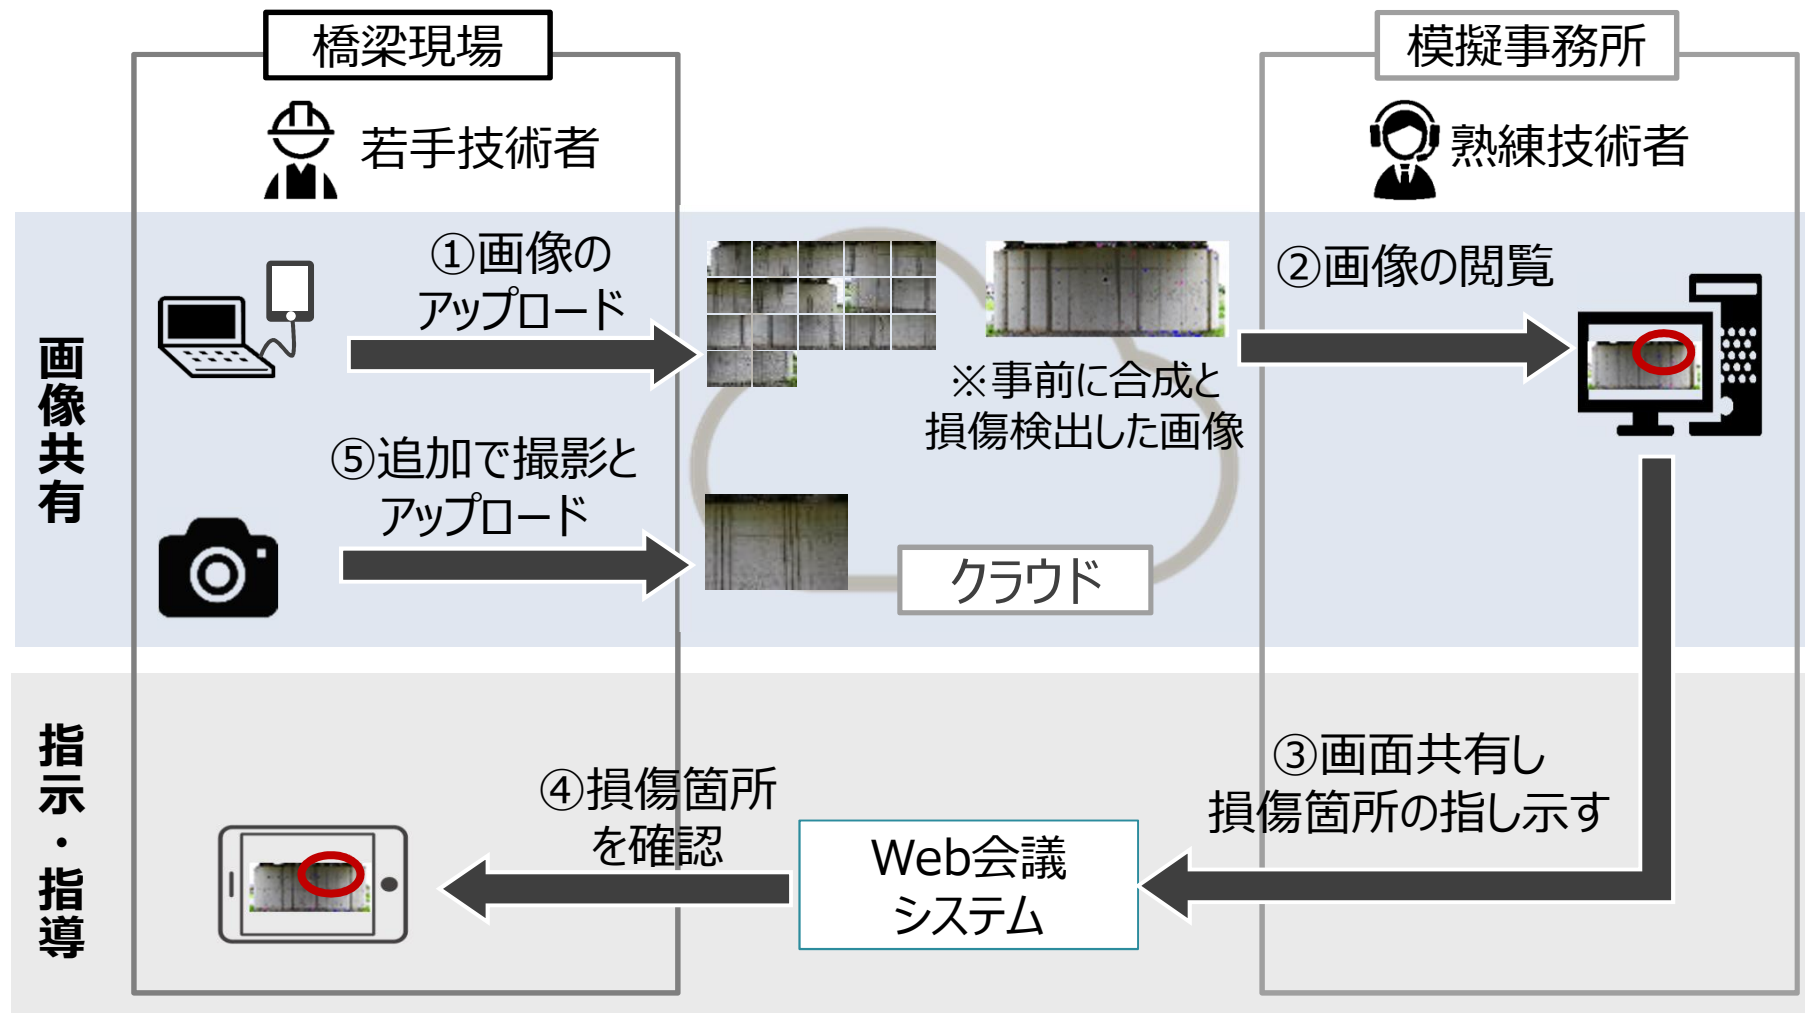 橋梁現場
模擬事務所
若手技術者
熟練技術者
画像共有
①画像の
アップロード
※事前に合成と
損傷検出した画像
②画像の閲覧
⑤追加で撮影と
アップロード
クラウド
指示・指導
③画面共有し
損傷箇所の指し示す
④損傷箇所
を確認
Web会議
システム